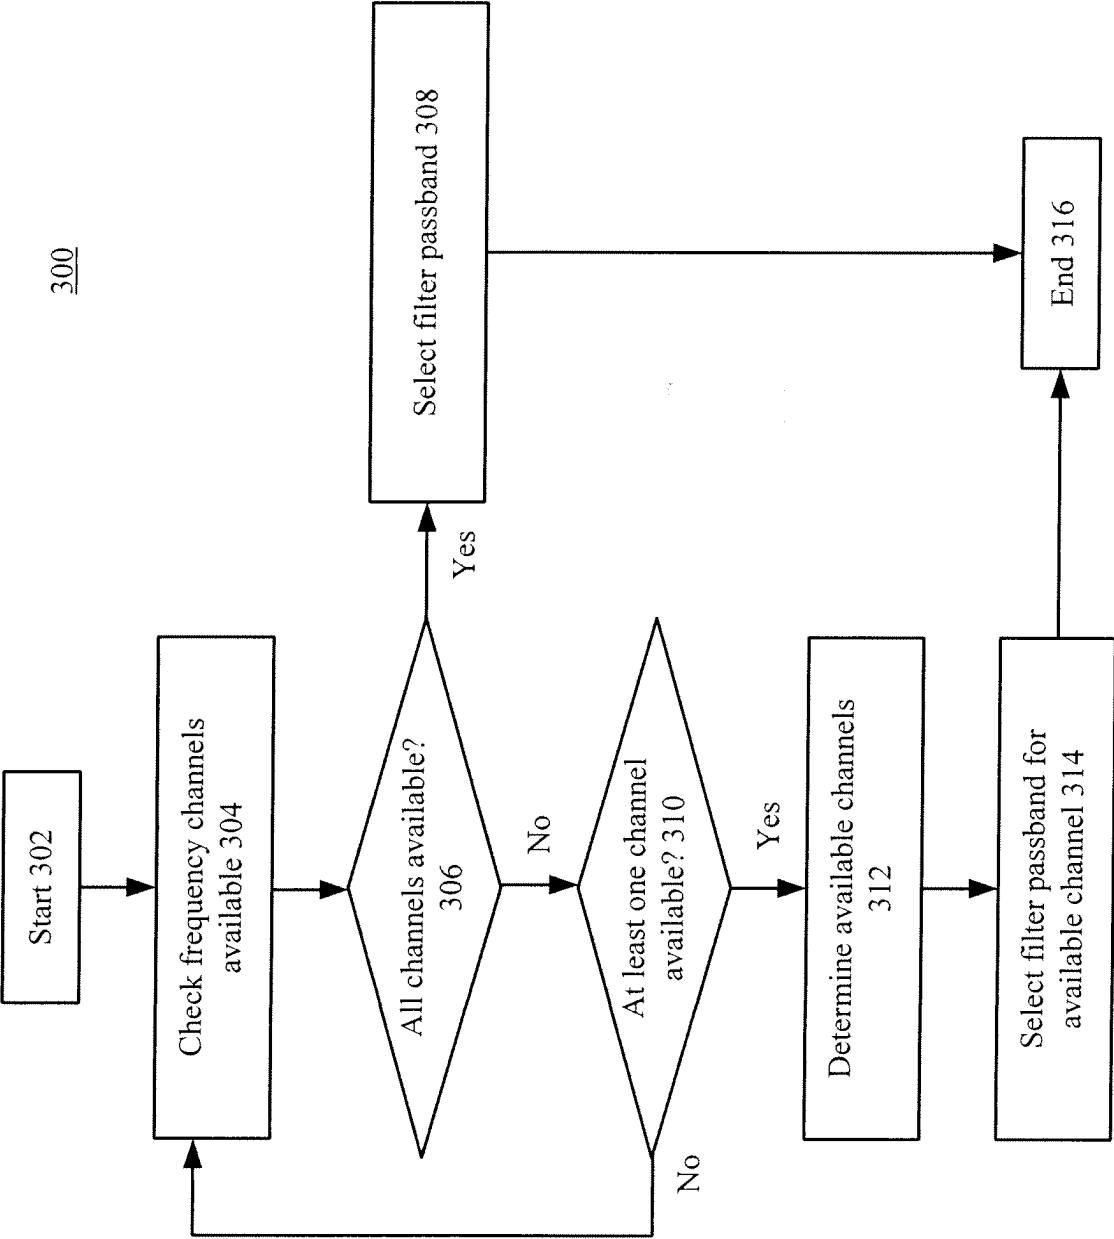 300
Start 302
Check frequency channels
available 304
All channels available?
306
Yes
Select filter passband 308
No
At least one channel
available? 310
No
Yes
Determine available channels
312
Select filter passband for
available channel 314
End 316